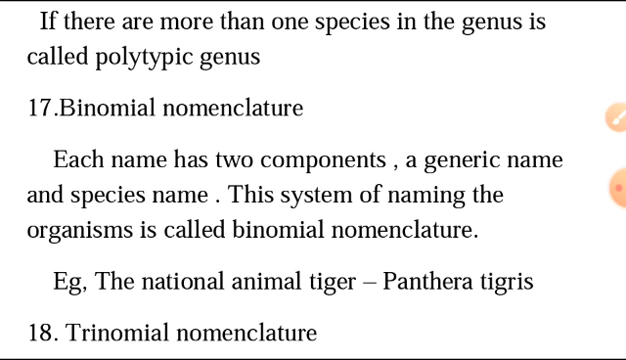 If there are more than one species in the genus is
called polytypic genus
17.Binomial nomenclature
Each name has two components , a generic name
and species name . This system of naming the
organisms is called binomial nomenclature.
Eg, The national animal tiger – Panthera tigris
18. Trinomial nomenclature